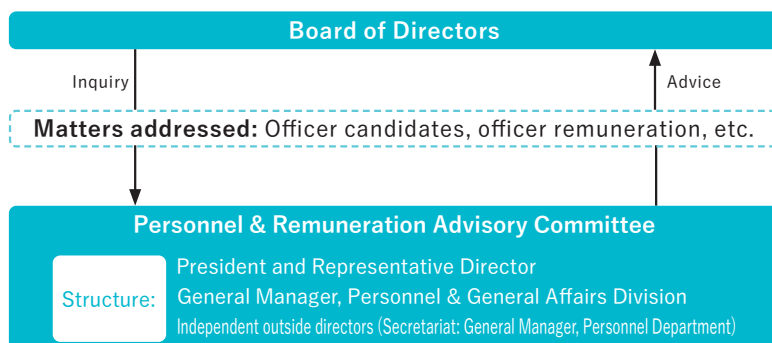 Board of Directors
Inquiry
Advice
Matters addressed: Officer candidates, officer remuneration, etc.
Personnel & Remuneration Advisory Committee
Structure:
President and Representative Director
General Manager, Personnel & General Affairs Division
Independent outside directors (Secretariat: General Manager, Personnel Department)